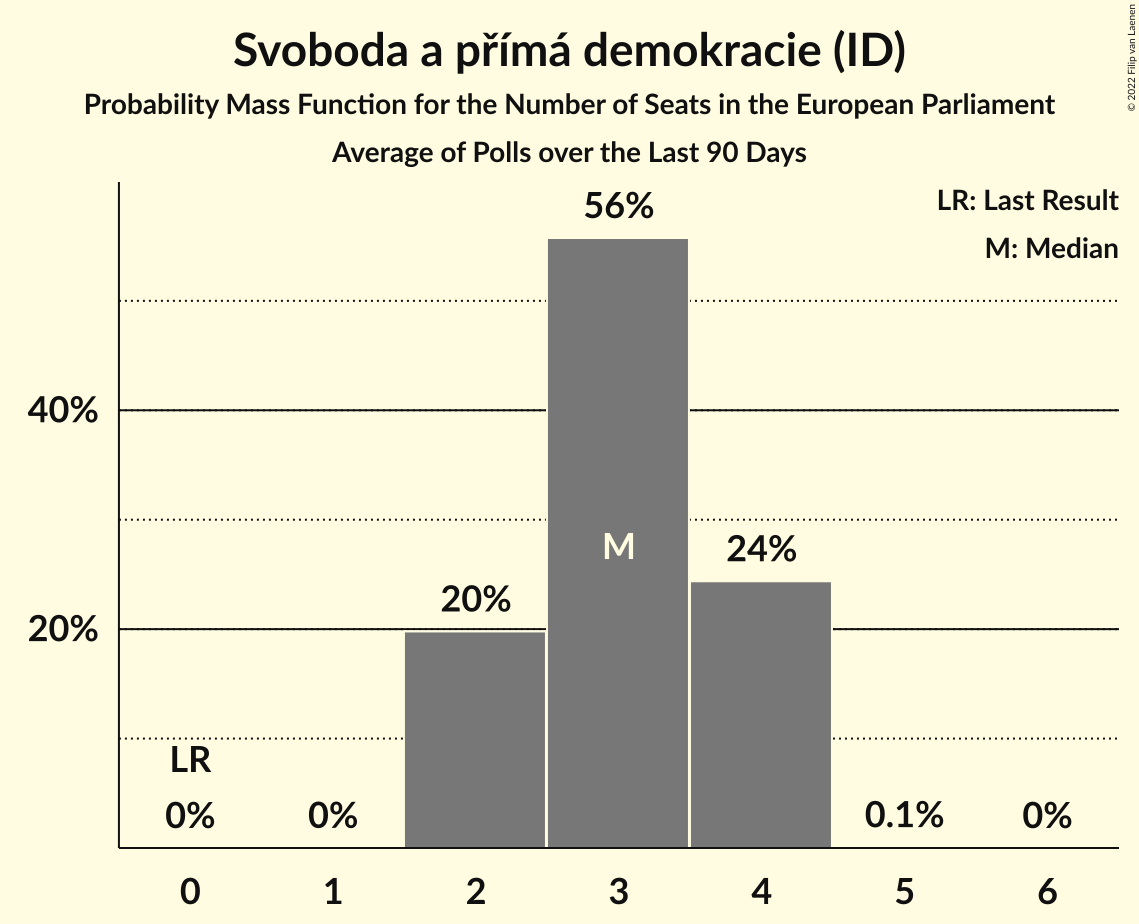 Svoboda a přímá demokracie (ID)
Probability Mass Function for the Number of Seats in the European Parliament
Average of Polls over the Last 90 Days
© 2022 Filip van Laenen
LR: Last Result
M: Median
56%
40%
M
24%
20%
20%
LR
0%
0%
0.1%
0%
0
1
2
3
4
5
6